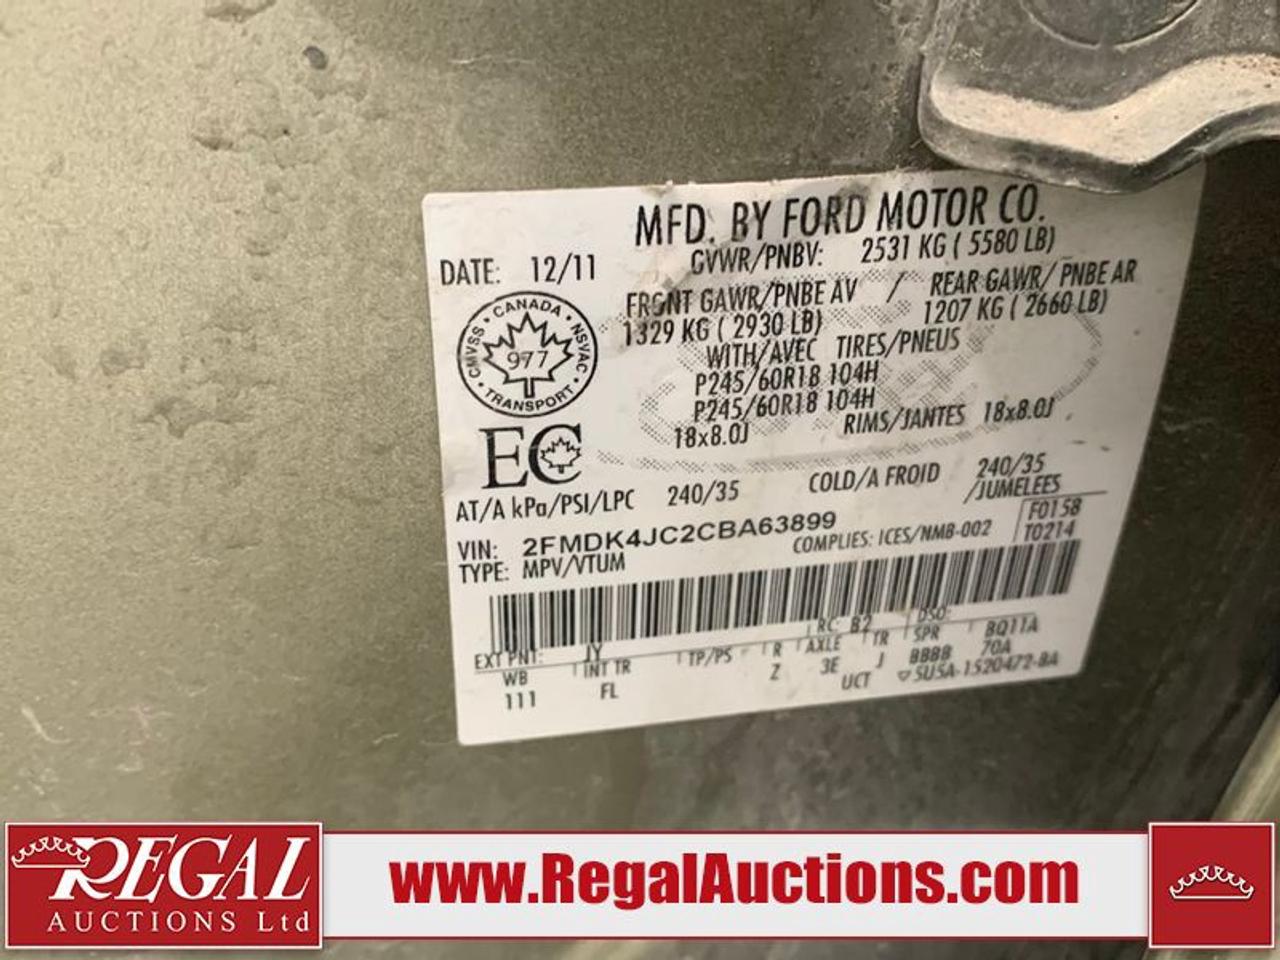 MFD. BY FORD MOTOR CO.
DATE: 12/11 GVWR/PNBV: 2531 KG ( 5580 LB)
FRONT GAWR/PNBE AV / REAR GAWR/ PNBE AR
1329 KG ( 2930 LB) 1207 KG ( 2660 LB)
WITH/AVEC TIRES/PNEUS
P245/60R18 104H
P245/60R18 104H
18x8.0J RIMS/JANTES 18x8.0J
CANADA
CMVSS NSVAC
977
TRANSPORT
EC
AT/A kPa/PSI/LPC 240/35 COLD/A FROID 240/35
/JUMELEES
VIN: 2FMDK4JC2CBA63899 F0158
TYPE: MPV/VTUM COMPLIES: ICES/NMB-002 T0214
EXT PNT: JY RC: B2 DSO:
WB INT TR TP/PS R AXLE TR SPR BQ11A
111 FL Z 3E J BBBB 70A
UCT ▽5U5A-1520472-BA
REGAL
AUCTIONS Ltd
www.RegalAuctions.com